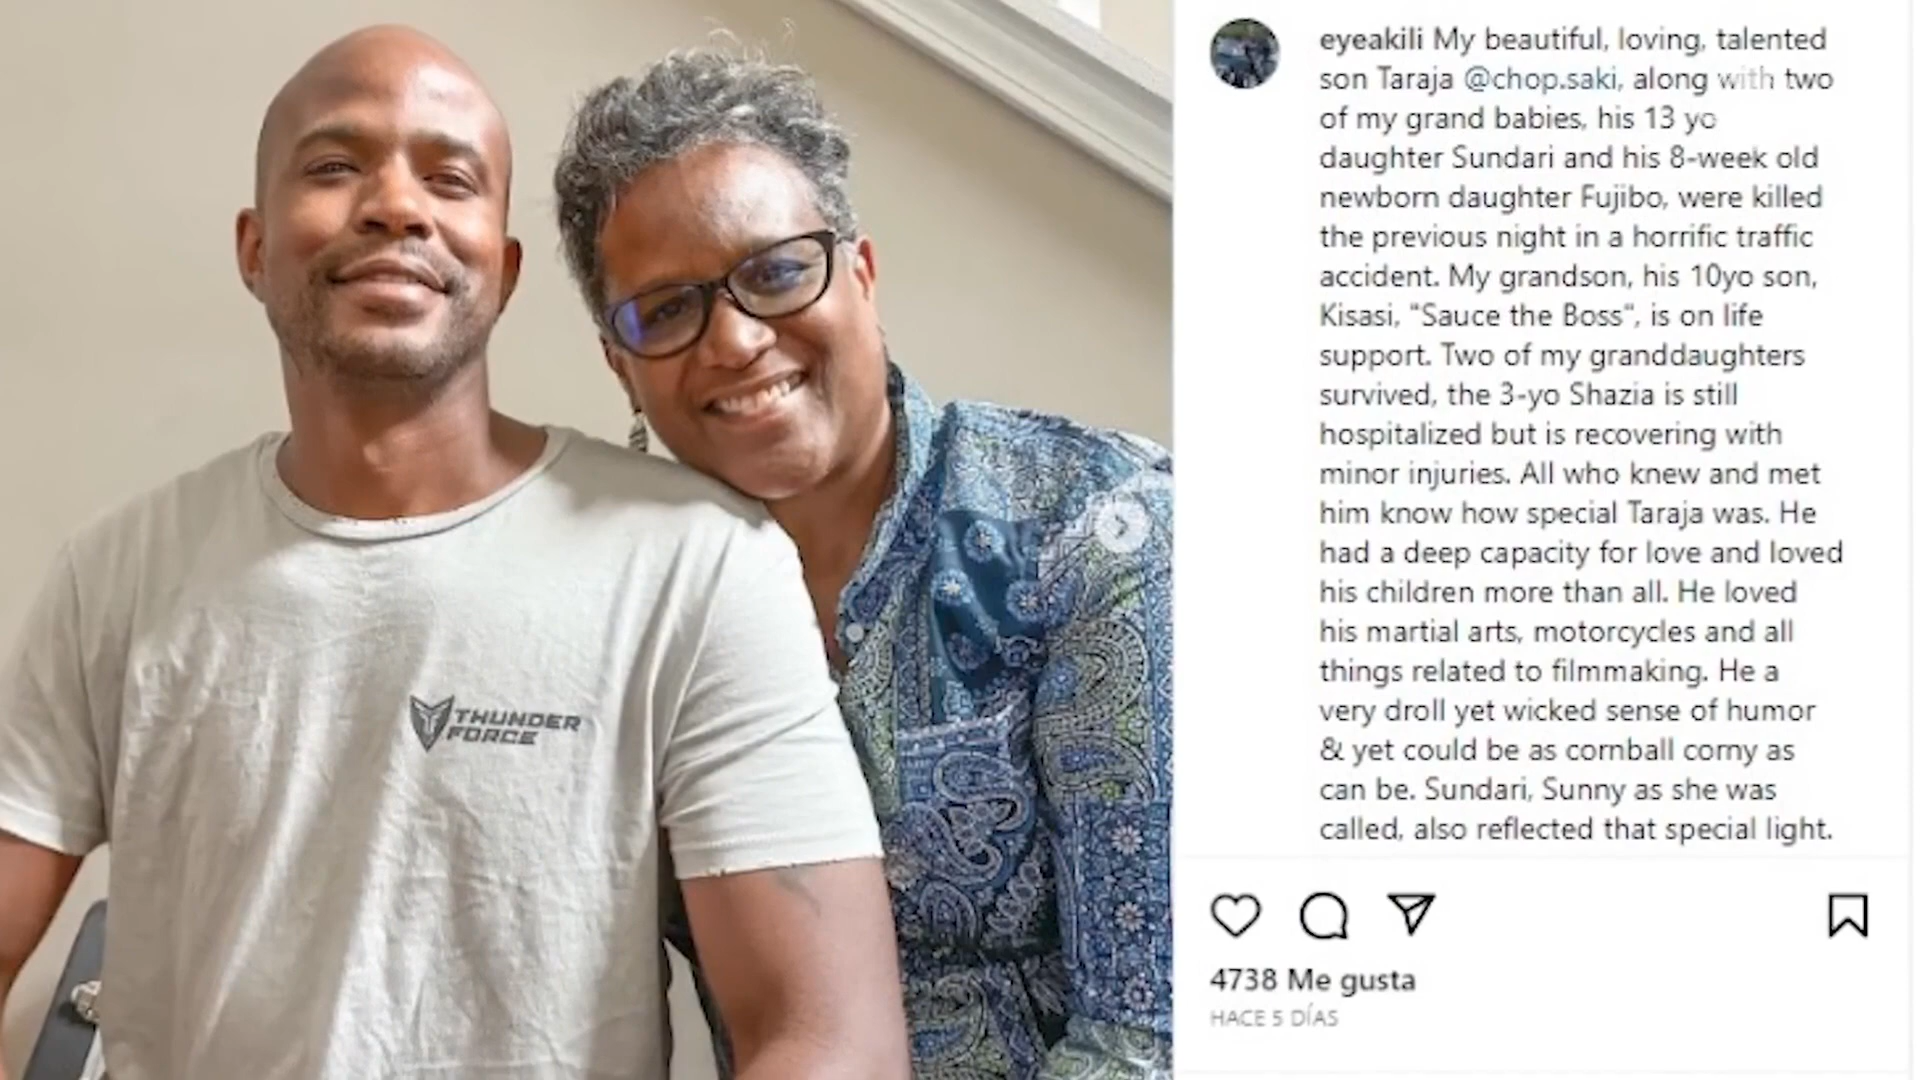 THUNDER
FORCE
eyeakili My beautiful, loving, talented
son Taraja @chop.saki, along with two
of my grand babies, his 13 yo
daughter Sundari and his 8-week old
newborn daughter Fujibo, were killed
the previous night in a horrific traffic
accident. My grandson, his 10yo son,
Kisasi, "Sauce the Boss", is on life
support. Two of my granddaughters
survived, the 3-yo Shazia is still
hospitalized but is recovering with
minor injuries. All who knew and met
him know how special Taraja was. He
had a deep capacity for love and loved
his children more than all. He loved
his martial arts, motorcycles and all
things related to filmmaking. He a
very droll yet wicked sense of humor
& yet could be as cornball corny as
can be. Sundari, Sunny as she was
called, also reflected that special light.
4738 Me gusta
HACE 5 DÍAS